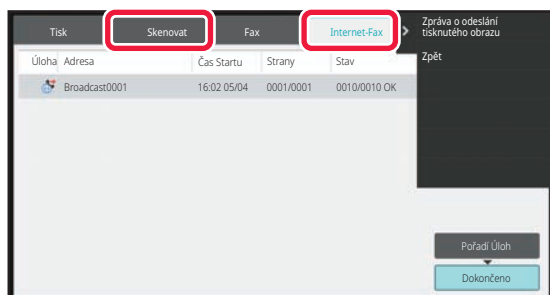 Tisk Skenovat Fax Internet-Fax
Úloha Adresa Čas Startu Strany Stav
Broadcast0001 16:02 05/04 0001/0001 0010/0010 OK
Zpráva o odeslání
tisknutého obrazu
Zpět
Pořadí Úloh
Dokončeno